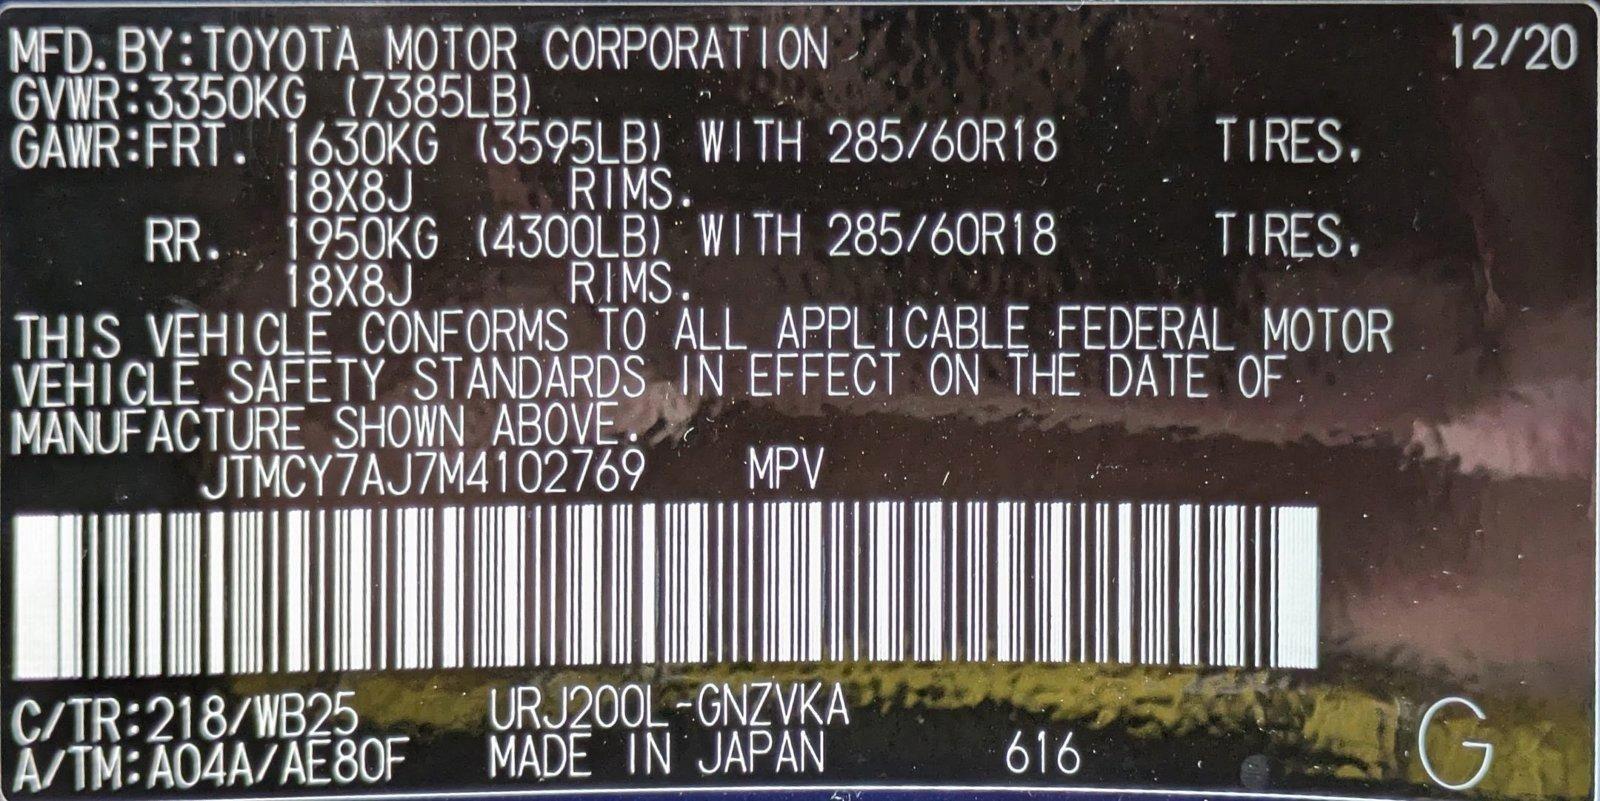 MFD. BY:TOYOTA MOTOR CORPORATION 12/20
GVWR:3350KG (7385LB)
GAWR:FRT. 1630KG (3595LB) WITH 285/60R18 TIRES,
18X8J RIMS.
RR. 1950KG (4300LB) WITH 285/60R18 TIRES,
18X8J RIMS.
THIS VEHICLE CONFORMS TO ALL APPLICABLE FEDERAL MOTOR
VEHICLE SAFETY STANDARDS IN EFFECT ON THE DATE OF
MANUFACTURE SHOWN ABOVE.
JTMCY7AJ7M4102769 MPV
C/TR:218/WB25 URJ200L-GNZVKA
A/TM:A04A/AE80F MADE IN JAPAN 616 G